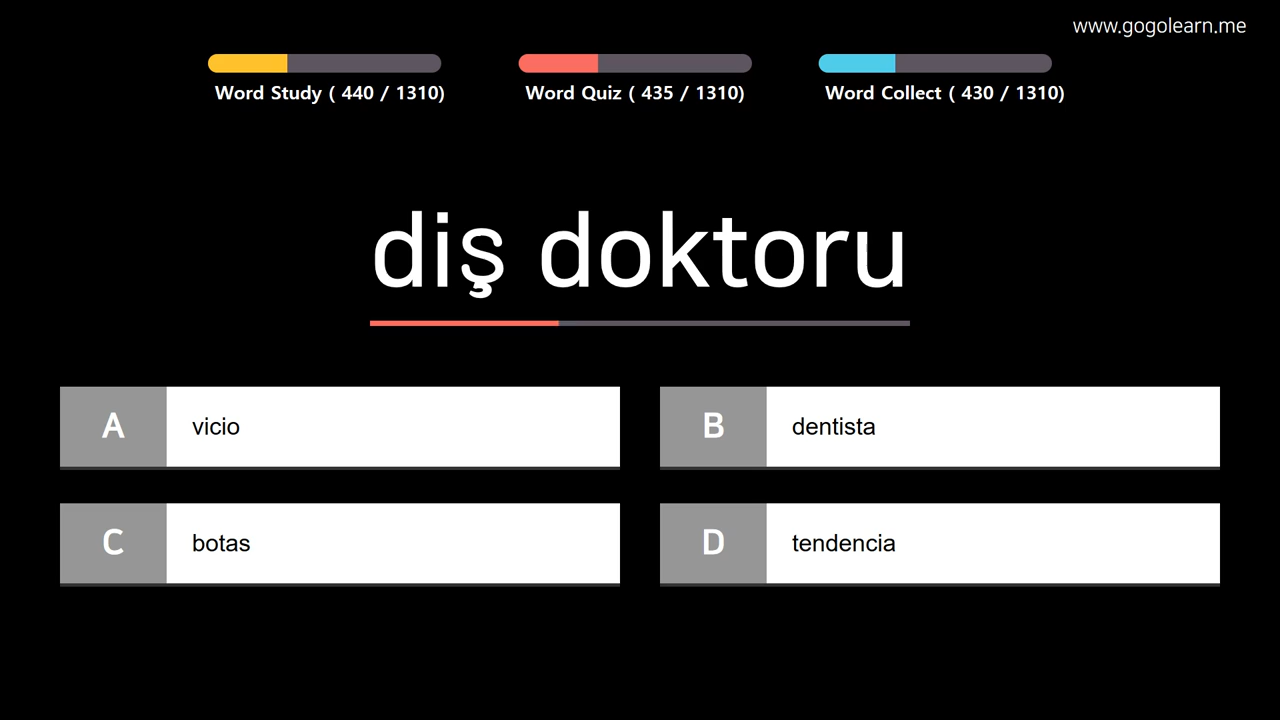 www.gogolearn.me
Word Study ( 440 / 1310)
Word Quiz ( 435 / 1310)
Word Collect ( 430 / 1310)
diş doktoru
A vicio
B dentista
C botas
D tendencia